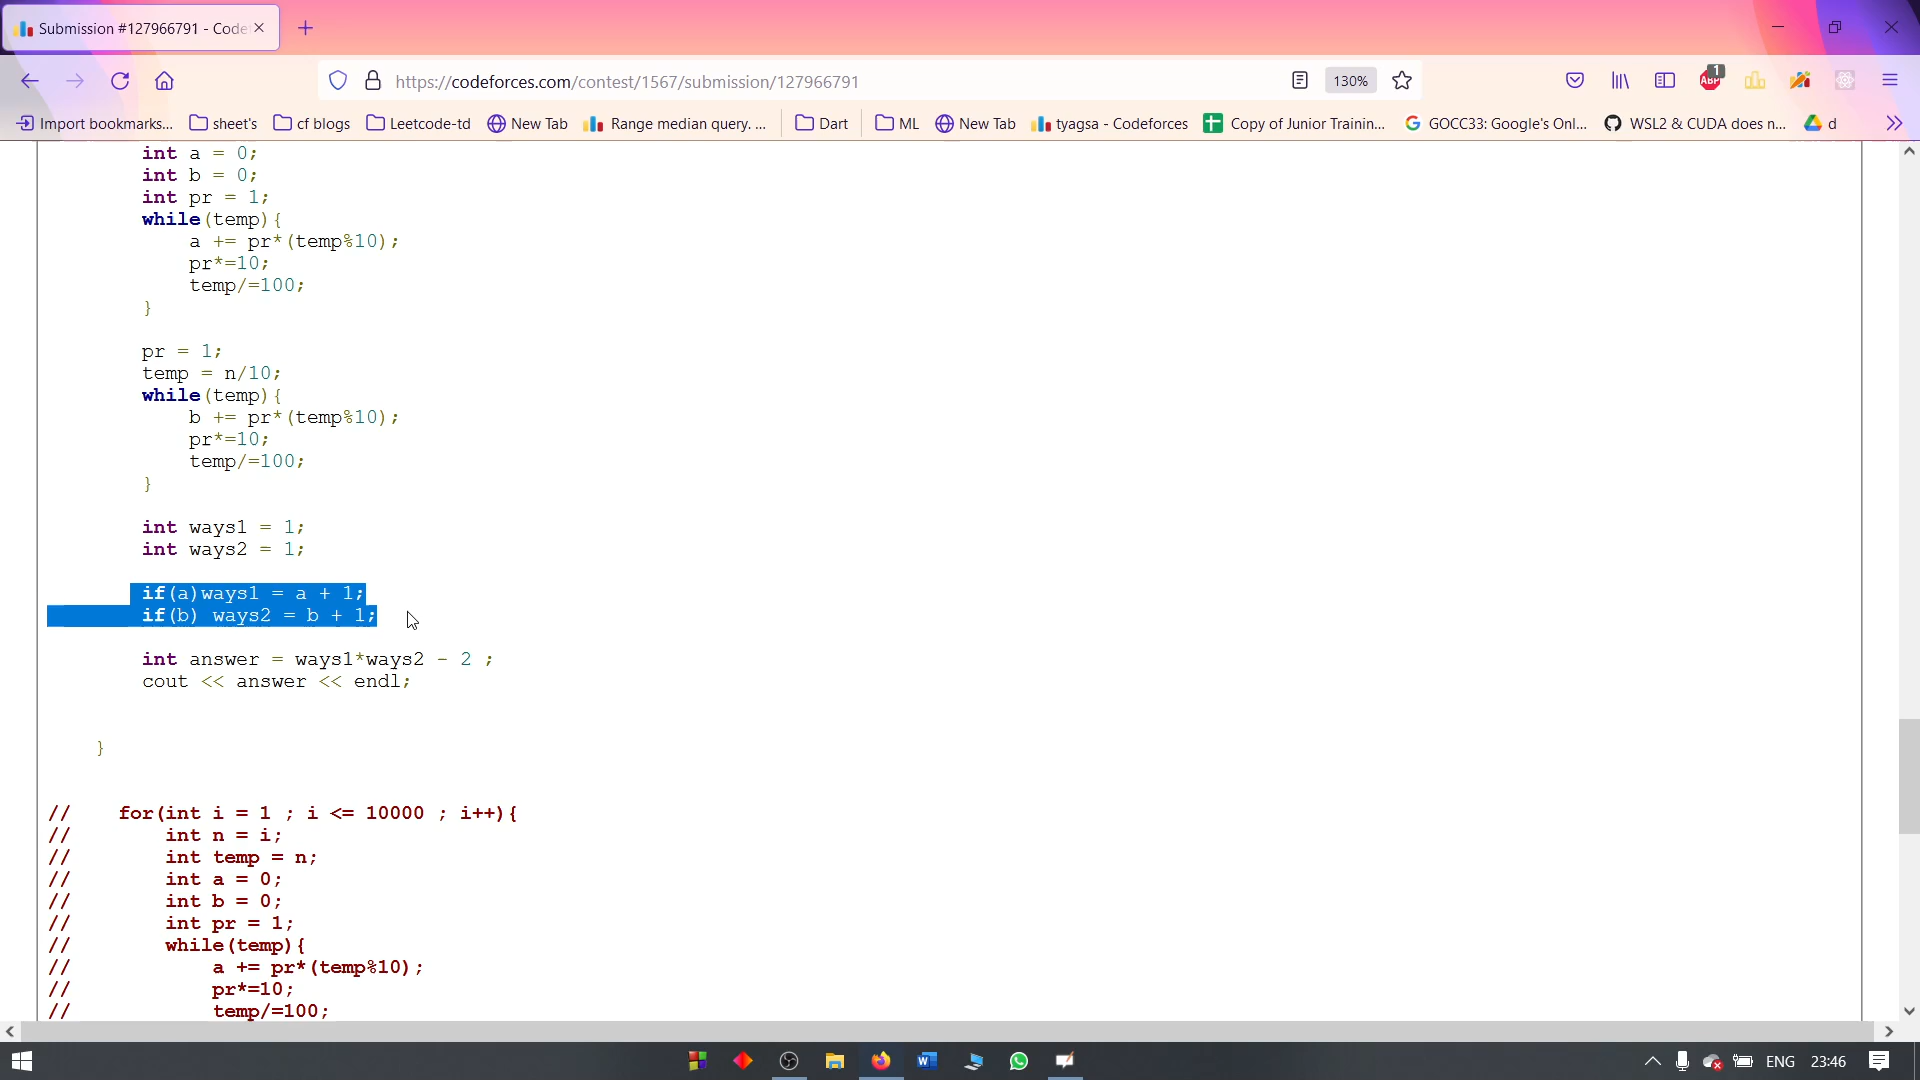 Submission #127966791 - Code
https://codeforces.com/contest/1567/submission/127966791
130%
ABP
1
Import bookmarks...
sheet's
cf blogs
Leetcode-td
New Tab
Range median query. ...
Dart
ML
New Tab
tyagsa - Codeforces
Copy of Junior Trainin...
GOCC33: Google's Onl...
WSL2 & CUDA does n...
d
int a = 0;
int b = 0;
int pr = 1;
while(temp){
a += pr*(temp%10);
pr*=10;
temp/=100;
}
pr = 1;
temp = n/10;
while(temp){
b += pr*(temp%10);
pr*=10;
temp/=100;
}
int ways1 = 1;
int ways2 = 1;
if(a)ways1 = a + 1;
if(b) ways2 = b + 1;
int answer = ways1*ways2 - 2 ;
cout << answer << endl;
}
// for(int i = 1 ; i <= 10000 ; i++){
// int n = i;
// int temp = n;
// int a = 0;
// int b = 0;
// int pr = 1;
// while(temp){
// a += pr*(temp%10);
// pr*=10;
// temp/=100;
W
ENG
23:46